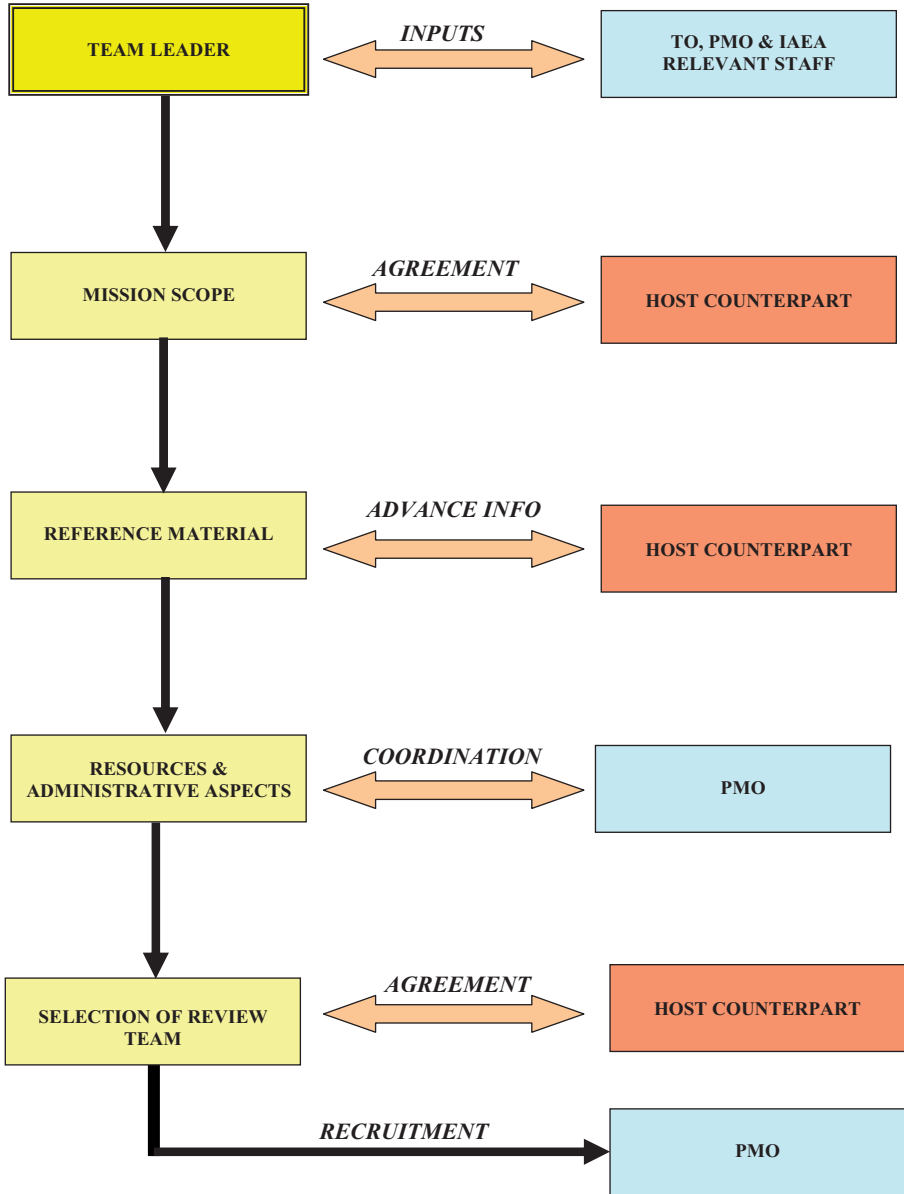 TEAM LEADER
INPUTS
TO, PMO & IAEA
RELEVANT STAFF
MISSION SCOPE
AGREEMENT
HOST COUNTERPART
REFERENCE MATERIAL
ADVANCE INFO
HOST COUNTERPART
RESOURCES &
ADMINISTRATIVE ASPECTS
COORDINATION
PMO
SELECTION OF REVIEW
TEAM
AGREEMENT
HOST COUNTERPART
RECRUITMENT
PMO